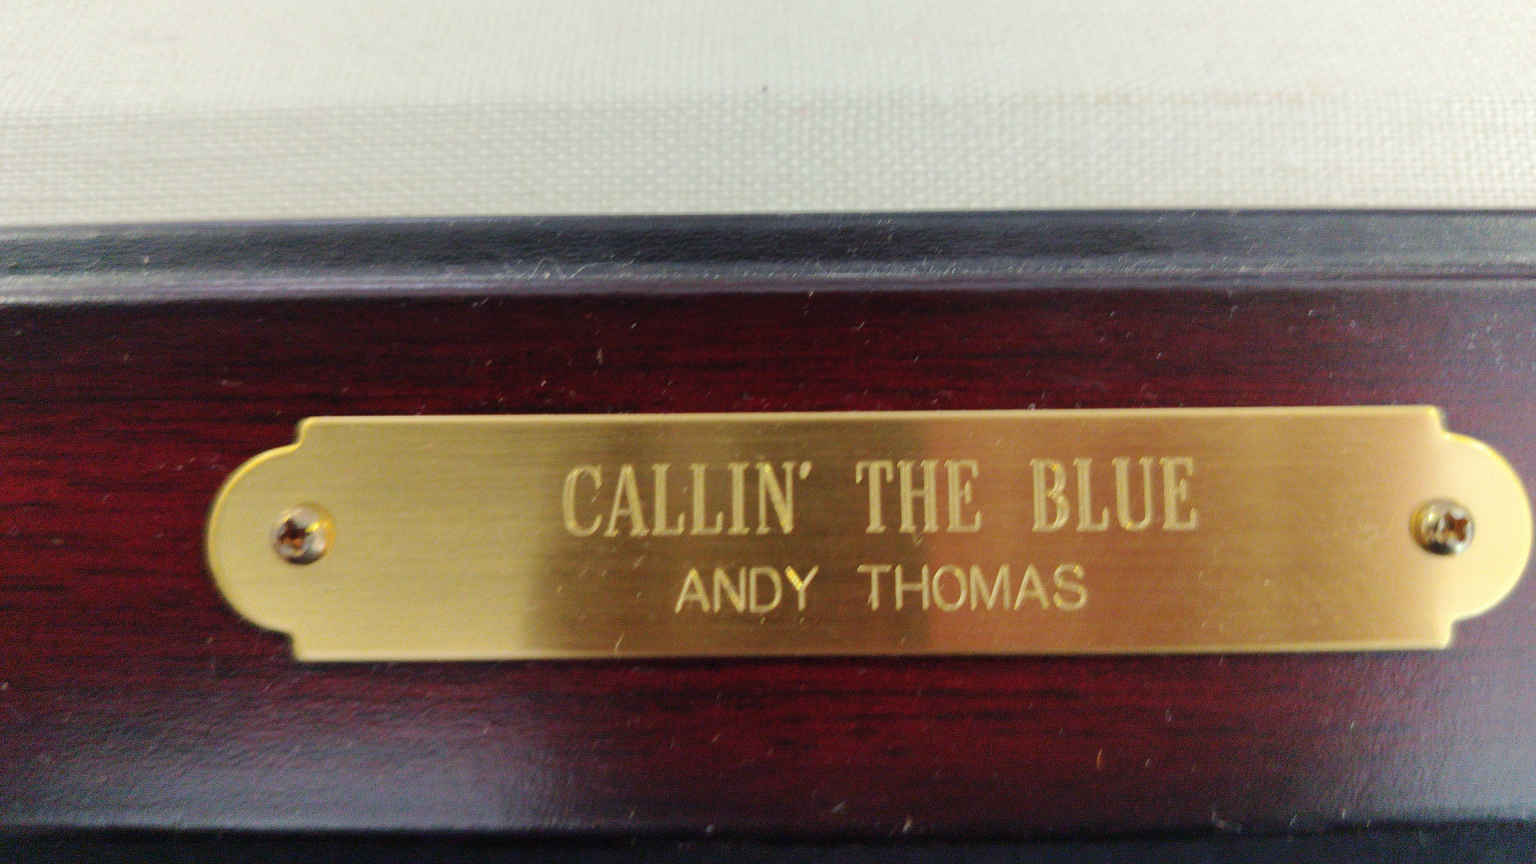 CALLIN' THE BLUE
ANDY THOMAS